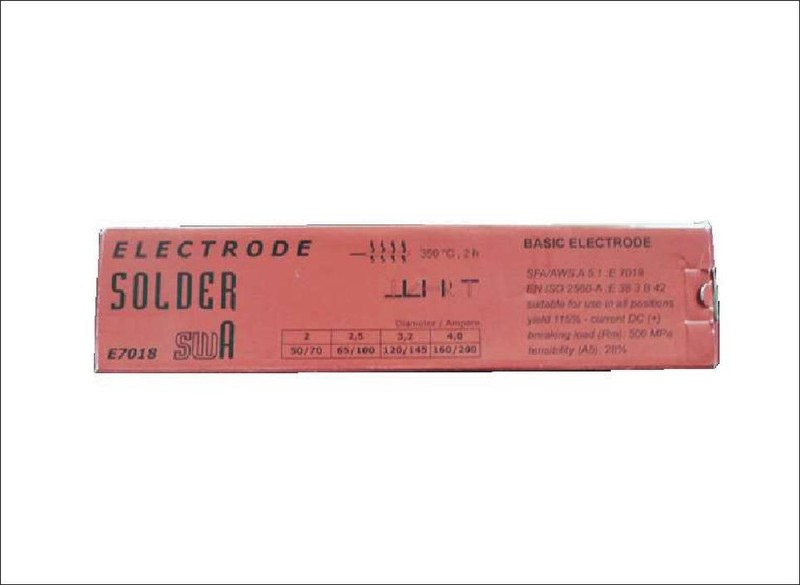 ELECTRODE
SOLDER
SWA
E7018
350 °C, 2 h
Diameter / Ampere
2 2,5 3,2 4,0
50/70 65/100 120/145 160/200
BASIC ELECTRODE
SFA/AWS A 5.1 :E 7018
EN ISO 2560-A :E 38 3 B 42
suitable for use in all positions
yield 115% - current DC (+)
breaking load (Rm): 500 MPa
tensibility (A5): 28%